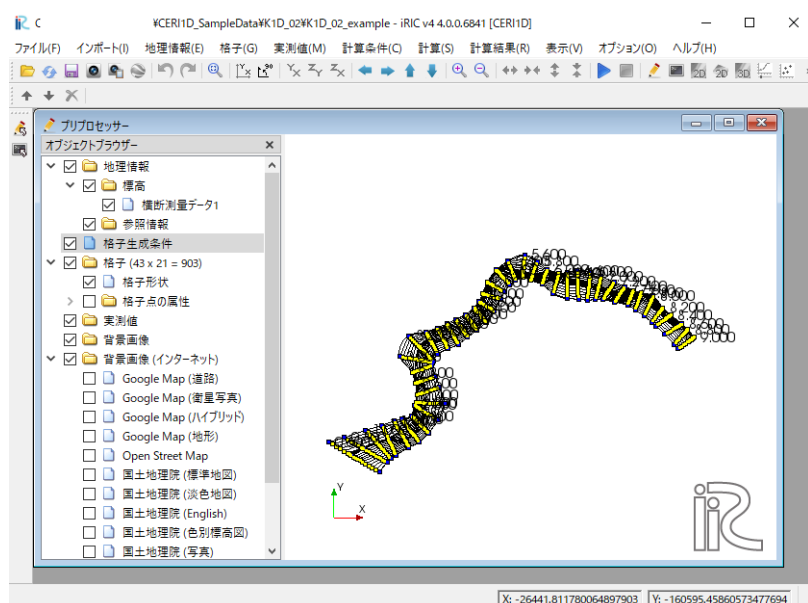 C ¥CERI1D_SampleData¥K1D_02¥K1D_02_example - iRIC v4 4.0.0.6841 [CERI1D]
ファイル(F) インポート(I) 地理情報(E) 格子(G) 実測値(M) 計算条件(C) 計算(S) 計算結果(R) 表示(V) オプション(O) ヘルプ(H)
プリプロセッサー
オブジェクトブラウザー
地理情報
標高
横断測量データ1
参照情報
格子生成条件
格子 (43 x 21 = 903)
格子形状
格子点の属性
実測値
背景画像
背景画像 (インターネット)
Google Map (道路)
Google Map (衛星写真)
Google Map (ハイブリッド)
Google Map (地形)
Open Street Map
国土地理院 (標準地図)
国土地理院 (淡色地図)
国土地理院 (English)
国土地理院 (色別標高図)
国土地理院 (写真)
5.600
5.800
8.200
8.400
9.000
Y
X
iRIC
X: -26441.811780064897903 Y: -160595.45860573477694